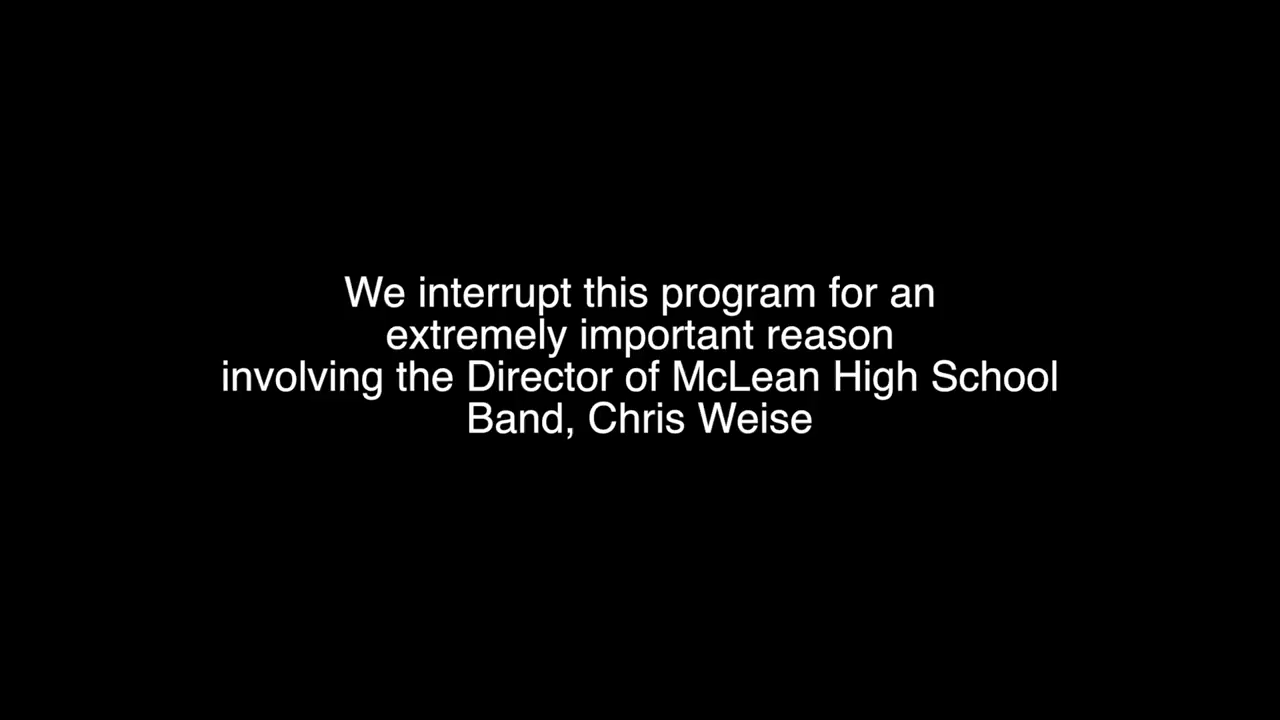 We interrupt this program for an
extremely important reason
involving the Director of McLean High School
Band, Chris Weise